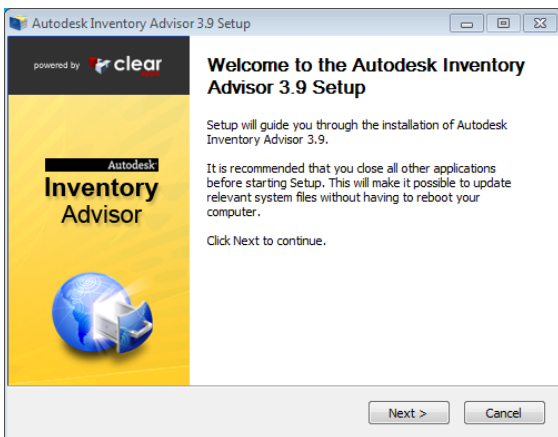 Autodesk Inventory Advisor 3.9 Setup
powered by clear
Autodesk
Inventory
Advisor
Welcome to the Autodesk Inventory
Advisor 3.9 Setup
Setup will guide you through the installation of Autodesk
Inventory Advisor 3.9.
It is recommended that you close all other applications
before starting Setup. This will make it possible to update
relevant system files without having to reboot your
computer.
Click Next to continue.
Next >
Cancel